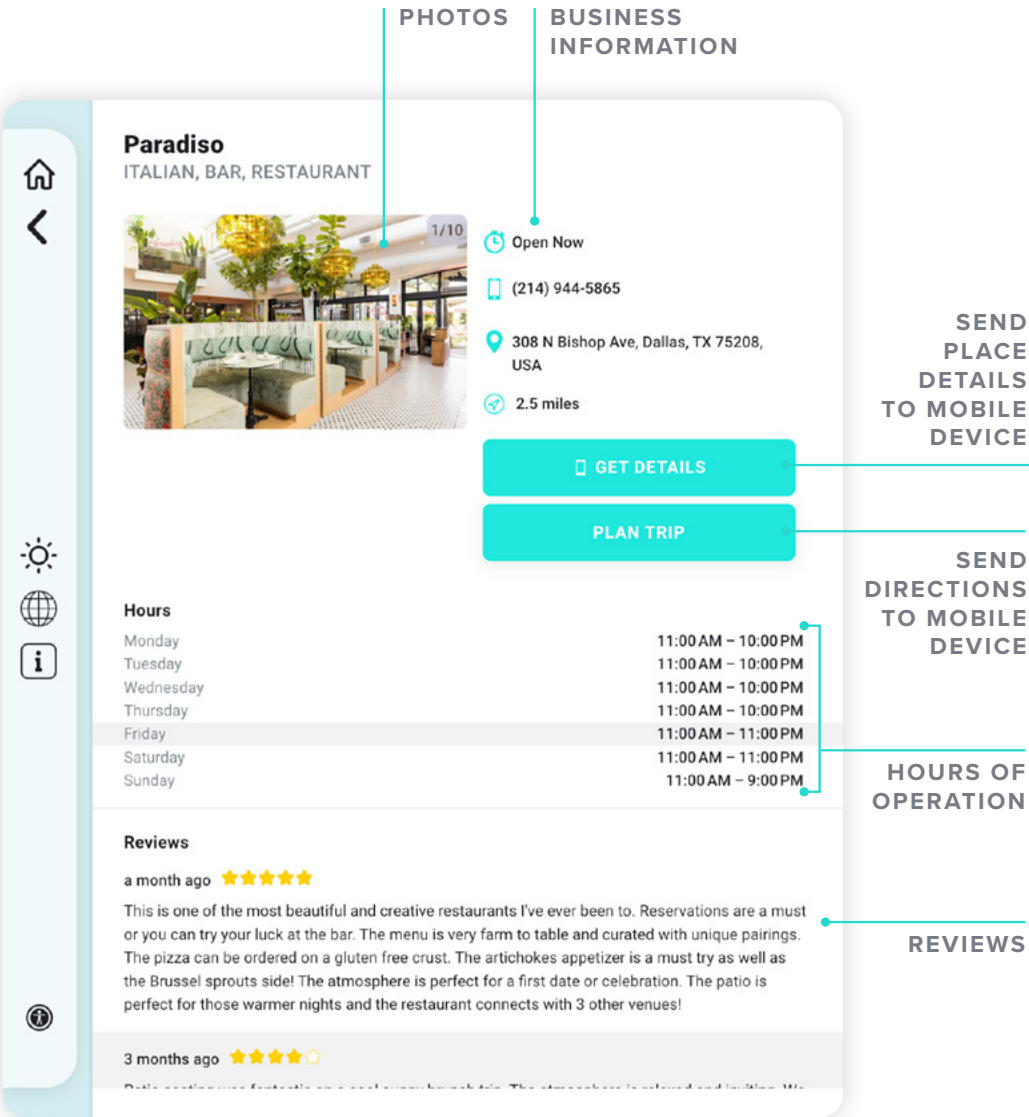 PHOTOS
BUSINESS
INFORMATION
Paradiso
ITALIAN, BAR, RESTAURANT
1/10
Open Now
(214) 944-5865
308 N Bishop Ave, Dallas, TX 75208,
USA
2.5 miles
GET DETAILS
PLAN TRIP
SEND
PLACE
DETAILS
TO MOBILE
DEVICE
SEND
DIRECTIONS
TO MOBILE
DEVICE
Hours
Monday 11:00 AM – 10:00 PM
Tuesday 11:00 AM – 10:00 PM
Wednesday 11:00 AM – 10:00 PM
Thursday 11:00 AM – 10:00 PM
Friday 11:00 AM – 11:00 PM
Saturday 11:00 AM – 11:00 PM
Sunday 11:00 AM – 9:00 PM
HOURS OF
OPERATION
Reviews
a month ago
This is one of the most beautiful and creative restaurants I've ever been to. Reservations are a must
or you can try your luck at the bar. The menu is very farm to table and curated with unique pairings.
The pizza can be ordered on a gluten free crust. The artichokes appetizer is a must try as well as
the Brussel sprouts side! The atmosphere is perfect for a first date or celebration. The patio is
perfect for those warmer nights and the restaurant connects with 3 other venues!
REVIEWS
3 months ago